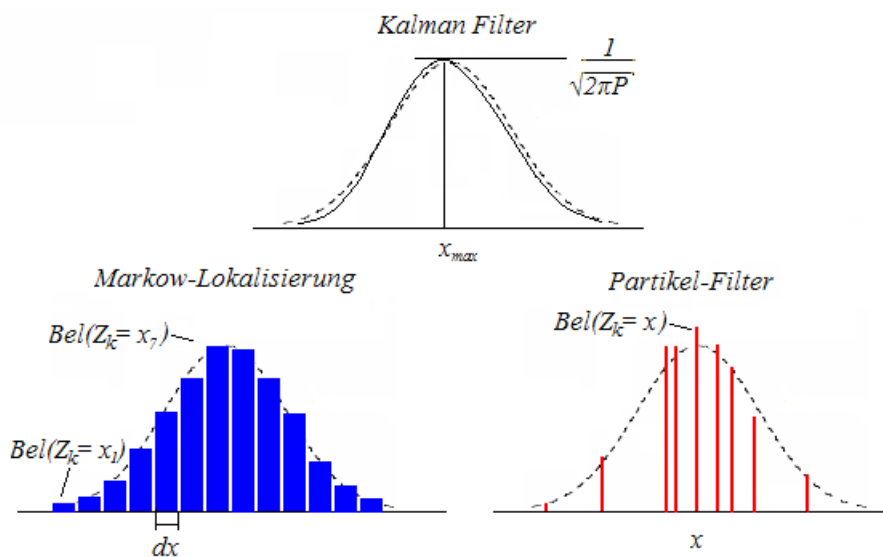 Kalman Filter
1
√2πP
x_max
Markow-Lokalisierung
Bel(Z_k= x_7)
Bel(Z_k= x_1)
dx
Partikel-Filter
Bel(Z_k= x)
x